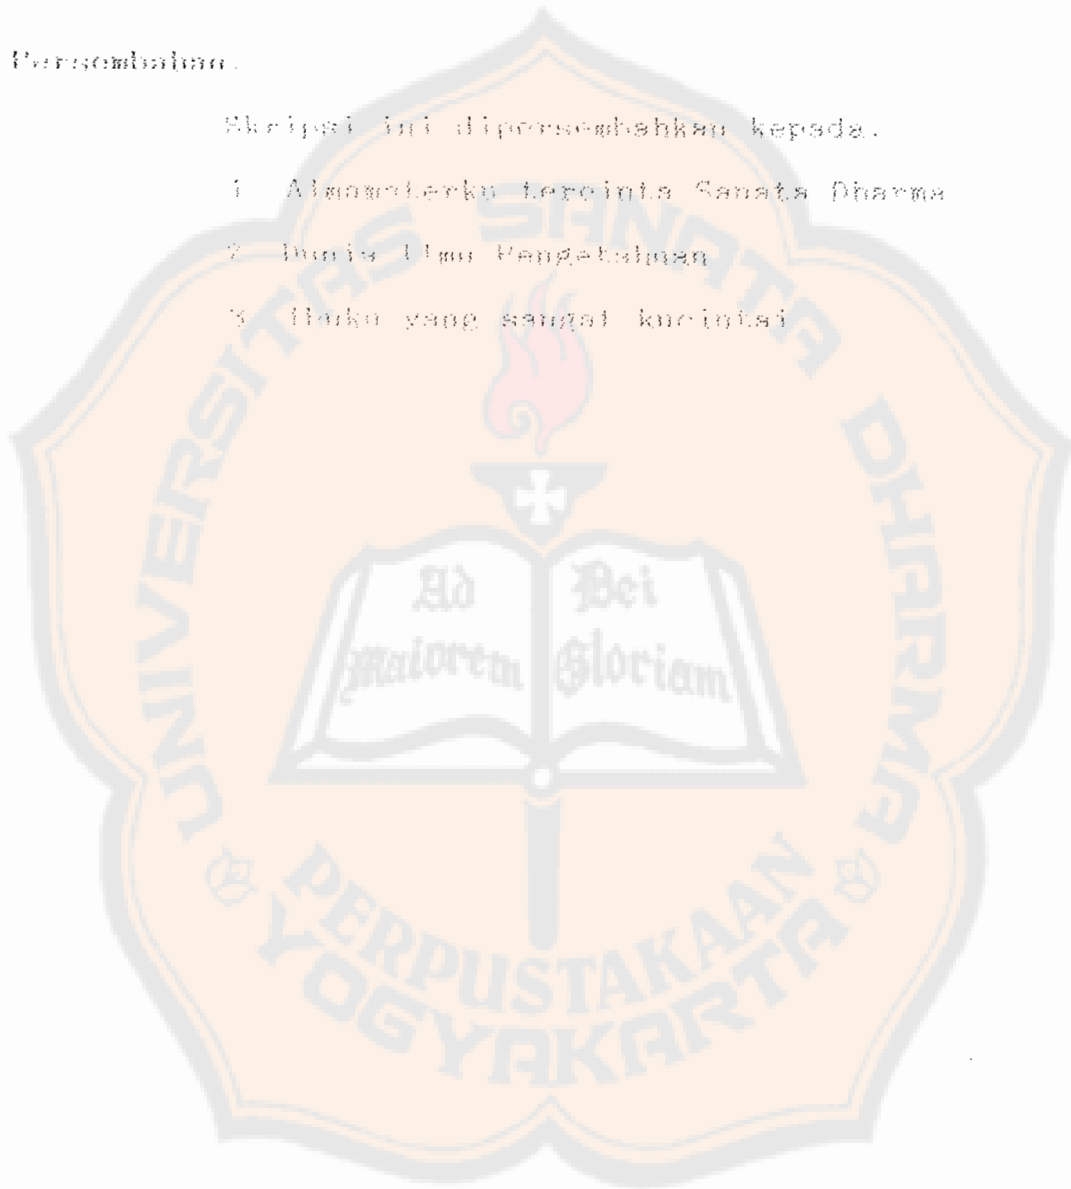 Persembahan.
Skripsi ini dipersembahkan kepada.
1 Almamaterku tercinta Sanata Dharma
2 Dunia Ilmu Pengetahuan
3 yang sangat kucintai
UNIVERSITAS SANATA DHARMA
Ad Dei
maiorem Gloriam
PERPUSTAKAAN
YOGYAKARTA